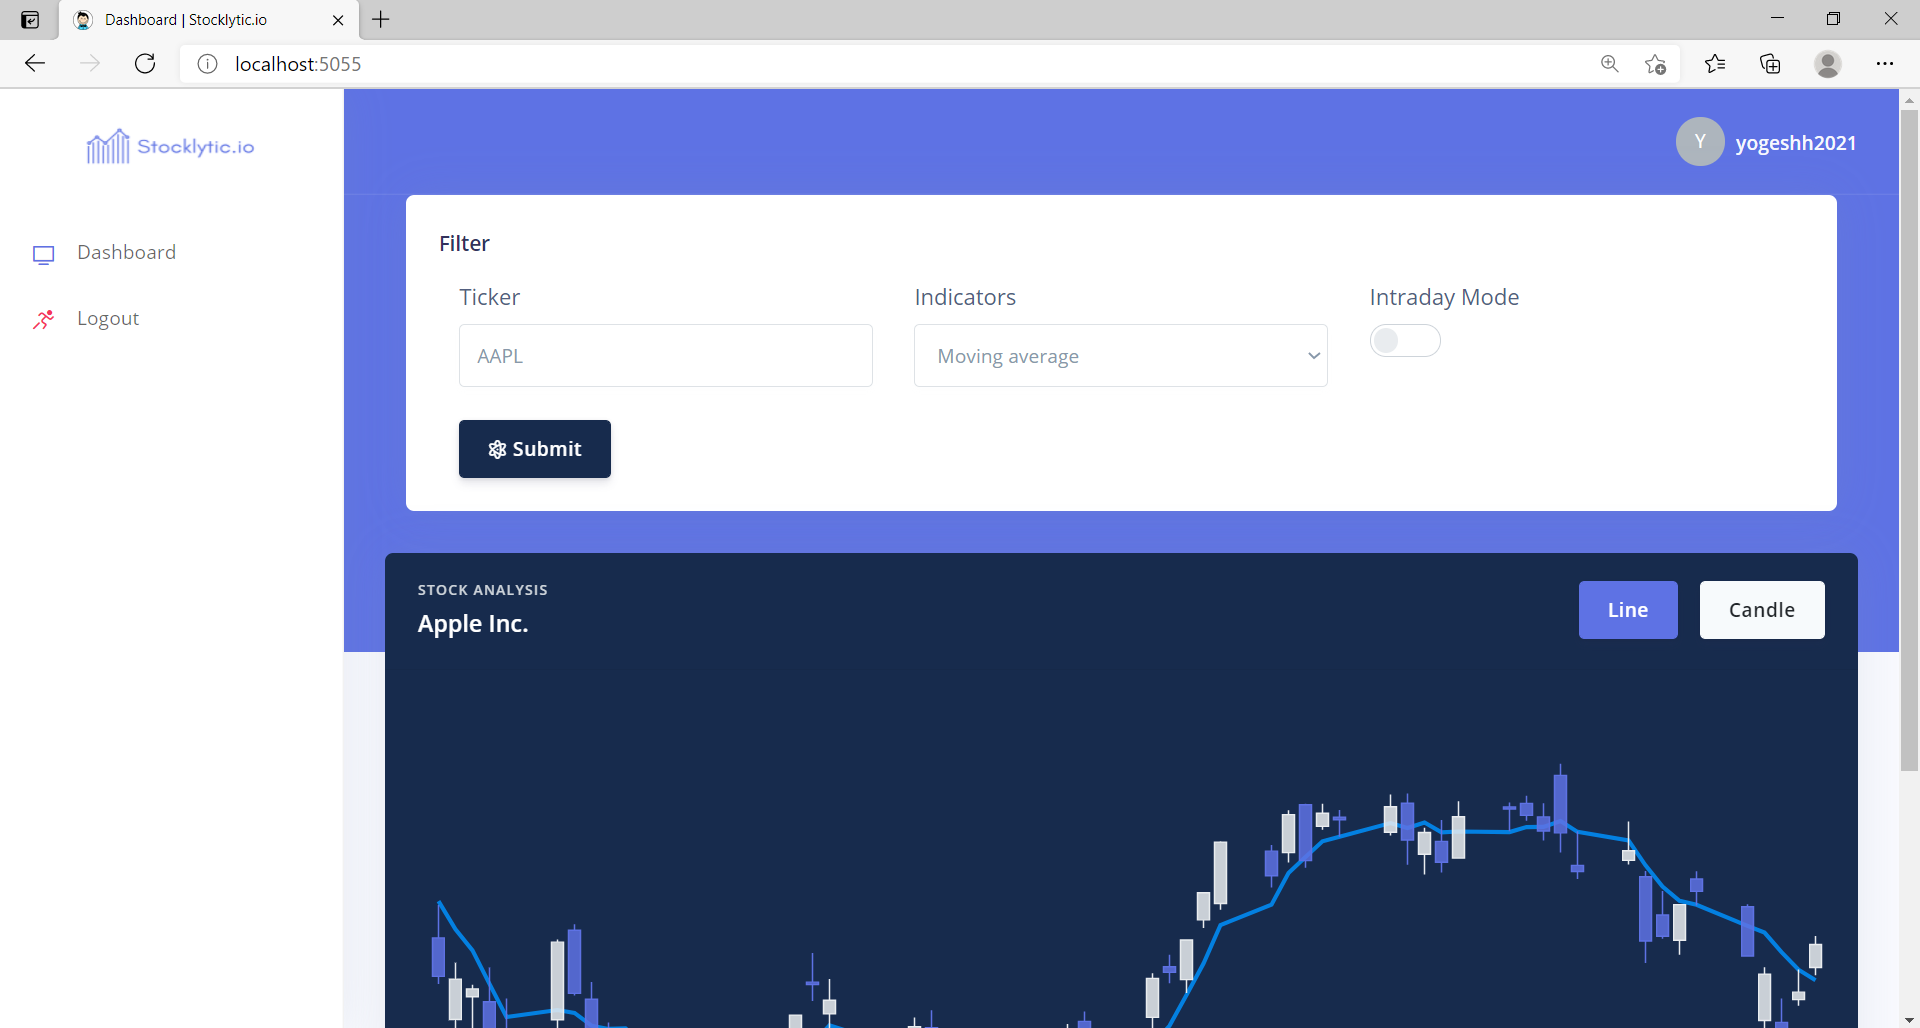 Dashboard | Stocklytic.io
localhost:5055
Stocklytic.io
Y yogeshh2021
Dashboard
Logout
Filter
Ticker
Indicators
Intraday Mode
AAPL
Moving average
Submit
STOCK ANALYSIS
Apple Inc.
Line
Candle